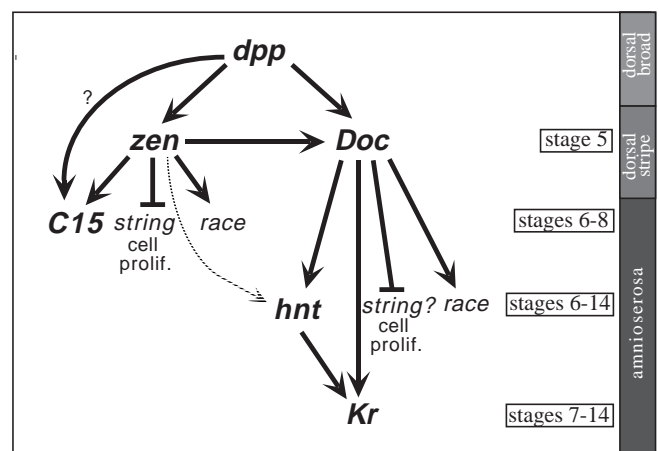 dpp
dorsal
broad
?
zen
Doc
stage 5
dorsal
stripe
C15 string race
cell
prolif.
stages 6-8
hnt
string? race
cell
prolif.
stages 6-14
amnioserosa
Kr
stages 7-14